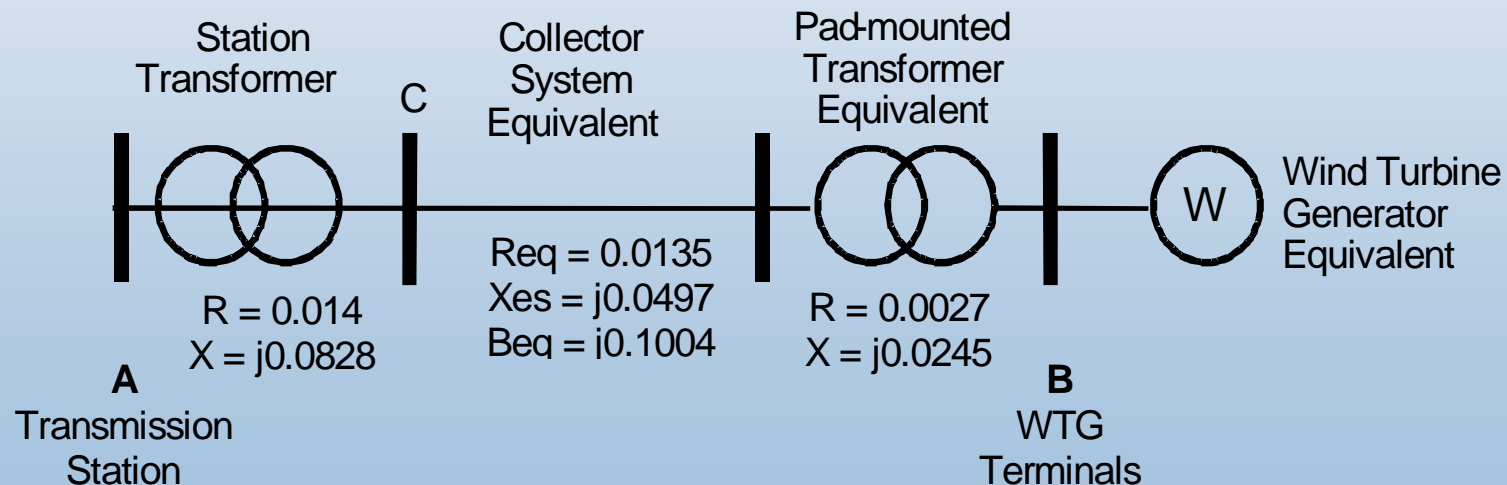 Station
Transformer
C
Collector
System
Equivalent
Pad-mounted
Transformer
Equivalent
W
Wind Turbine
Generator
Equivalent
R = 0.014
X = j0.0828
Req = 0.0135
Xes = j0.0497
Beq = j0.1004
R = 0.0027
X = j0.0245
A
Transmission
Station
B
WTG
Terminals